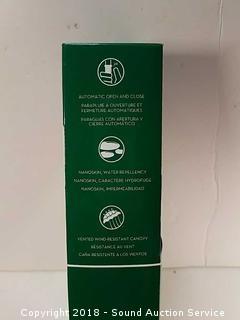 AUTOMATIC OPEN AND CLOSE
PARAPLUIE A OUVERTURE ET
FERMETURE AUTOMATIQUES
PARAGUAS CON APERTURA Y
CIERRE AUTOMÁTICO
NANOSKIN, WATER REPELLENCY
NANOSKIN, CARACTÈRE HYDROFUGE
NANOSKIN, IMPERMEABILIDAD
VENTED WIND-RESISTANT CANOPY
RÉSISTANCE AU VENT
CARA RESISTENTE A LOS VIENTOS
Copyright 2018 - Sound Auction Service